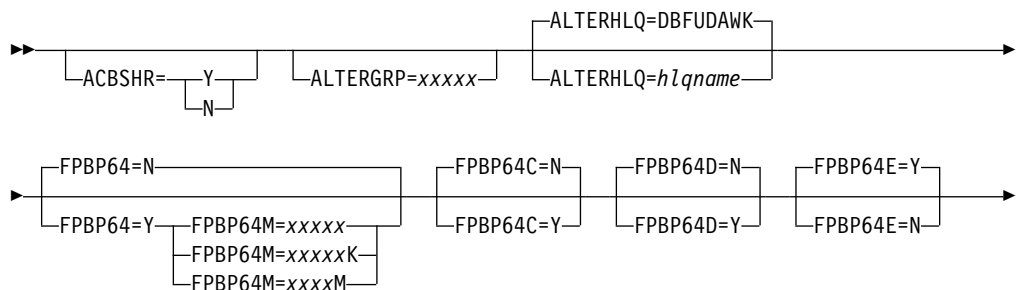 ALTERHLQ=DBFUDAWK
ACBSHR= Y ALTERGRP=xxxxx ALTERHLQ=hlqname
N
FPBP64=N FPBP64C=N FPBP64D=N FPBP64E=Y
FPBP64=Y FPBP64M=xxxxx FPBP64C=Y FPBP64D=Y FPBP64E=N
FPBP64M=xxxxxK
FPBP64M=xxxxM